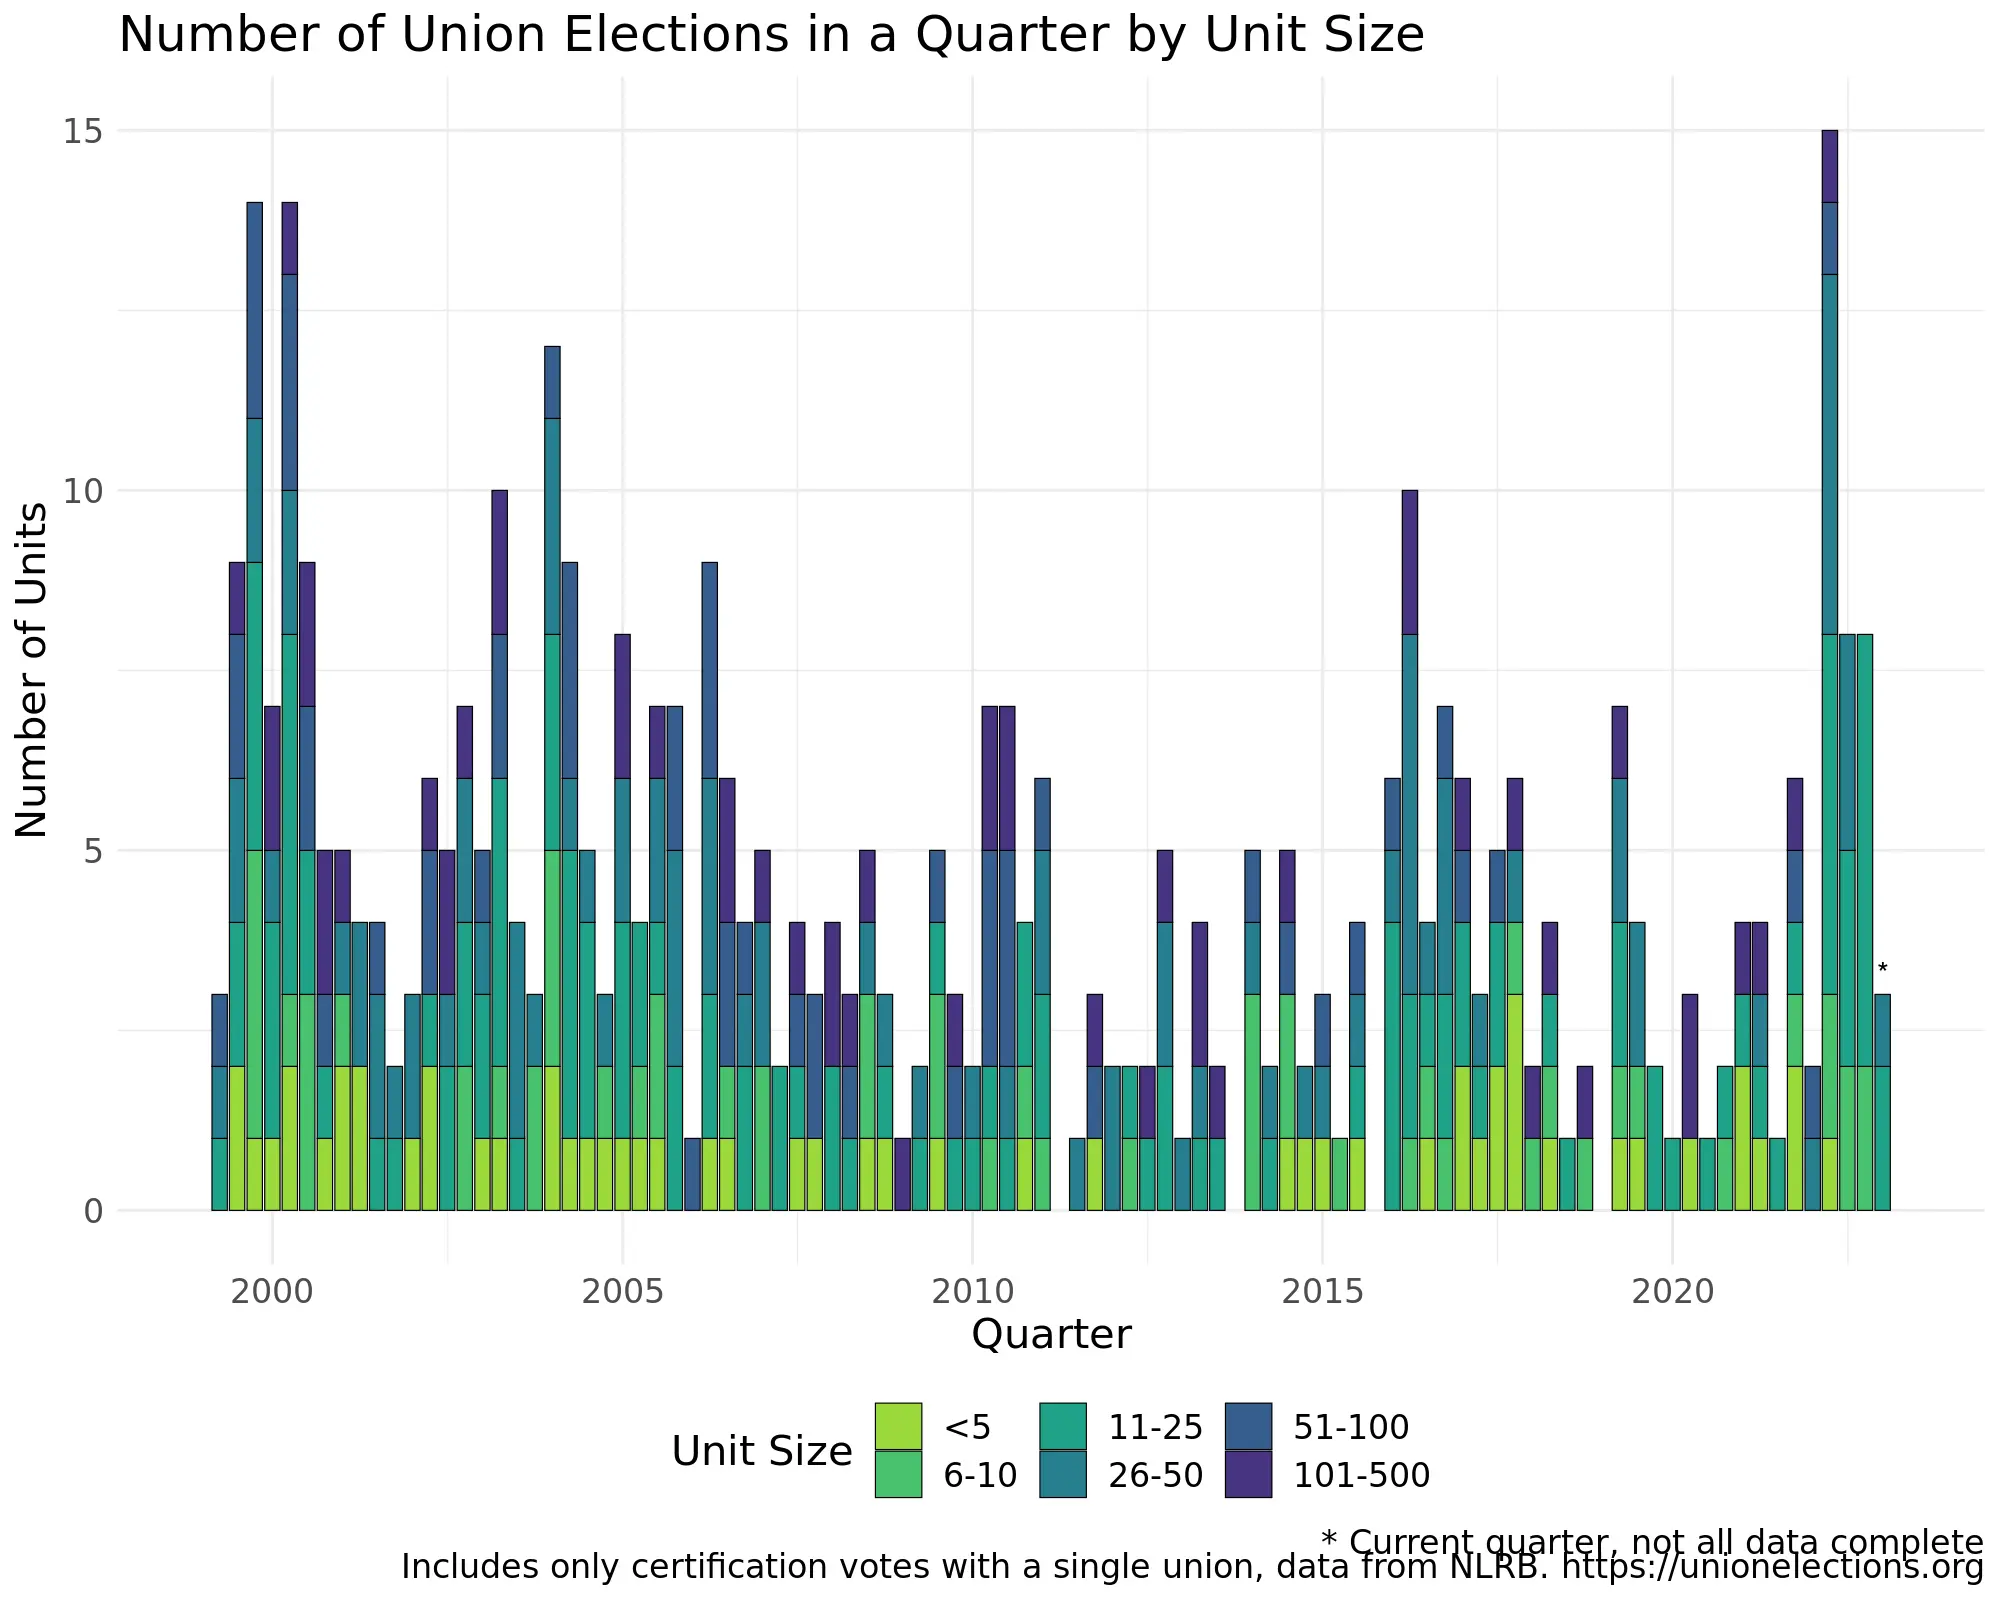 Number of Union Elections in a Quarter by Unit Size
15
10
5
0
Number of Units
*
2000 2005 2010 2015 2020
Quarter
Unit Size
<5 11-25 51-100
6-10 26-50 101-500
* Current quarter, not all data complete
Includes only certification votes with a single union, data from NLRB. https://unionelections.org